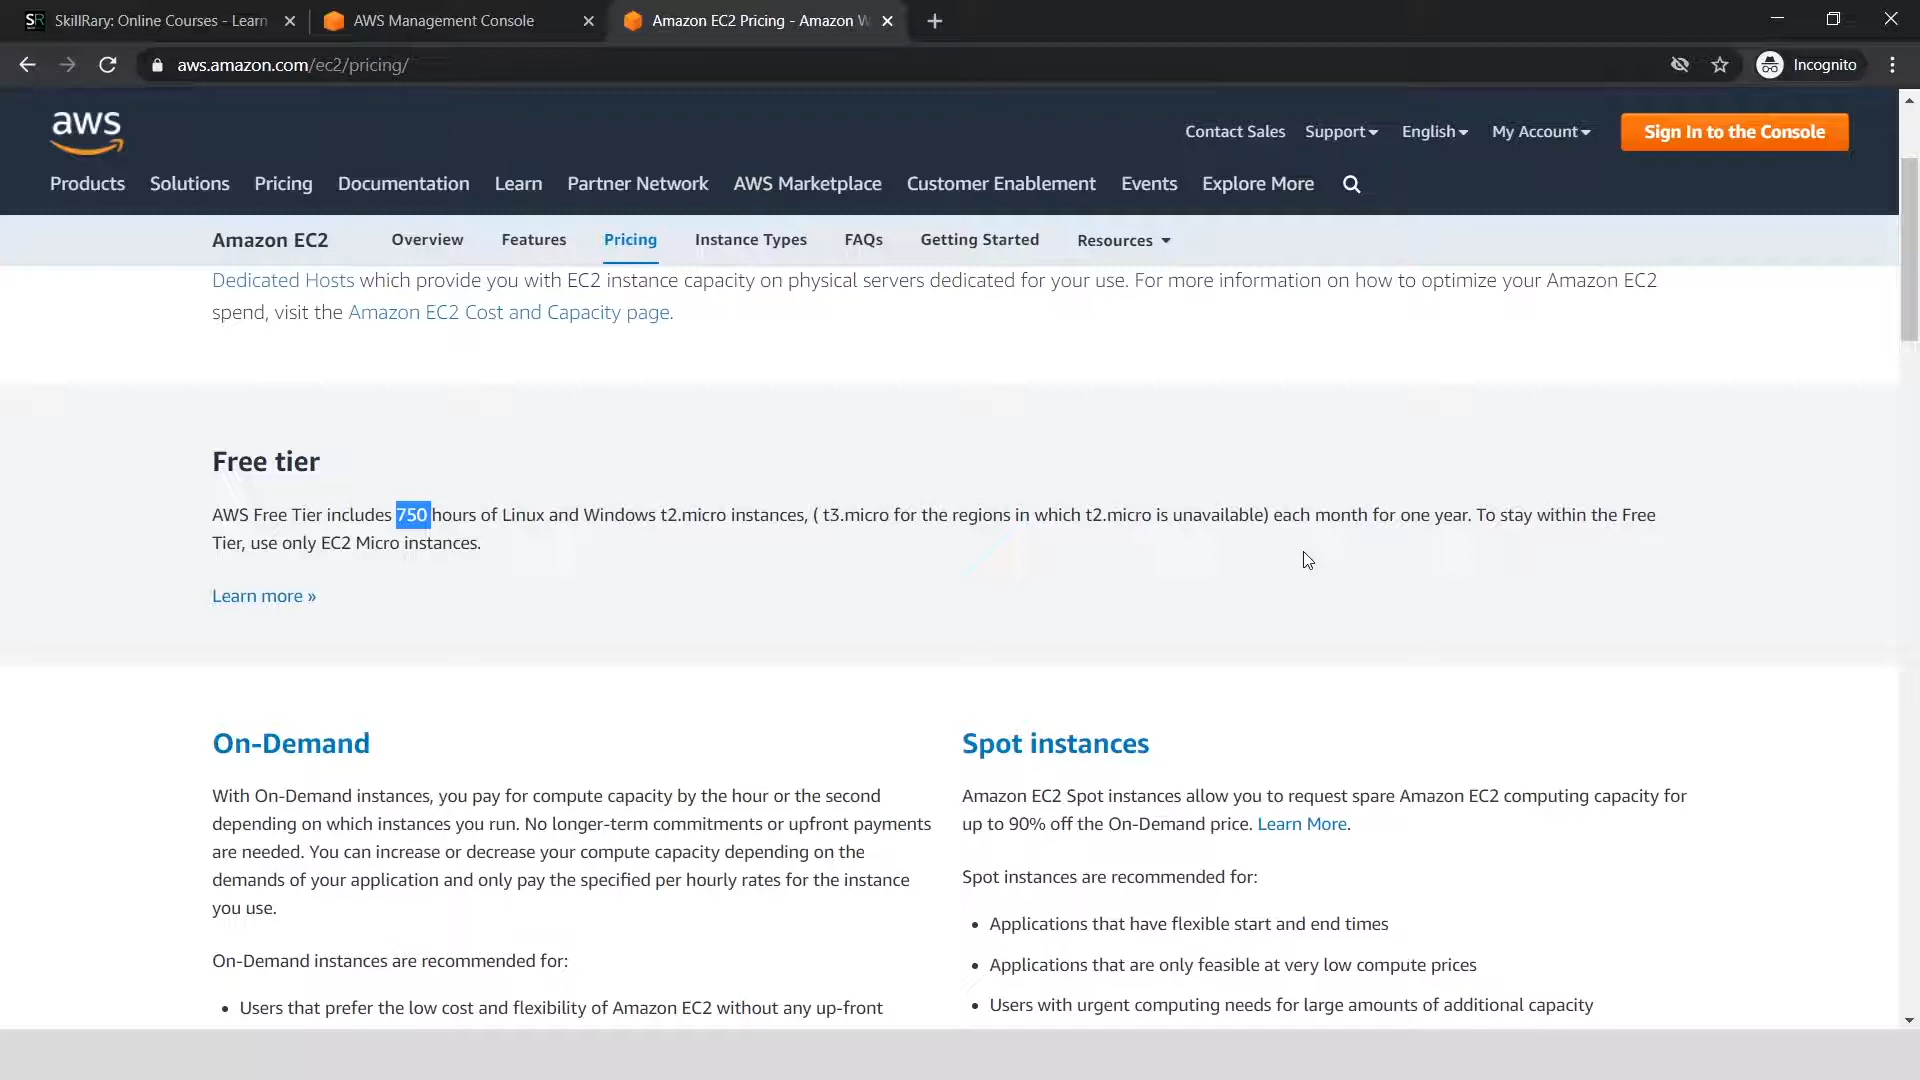 SR SkillRary: Online Courses - Learn
AWS Management Console
Amazon EC2 Pricing - Amazon W
aws.amazon.com/ec2/pricing/
Incognito
aws
Contact Sales Support English My Account Sign In to the Console
Products Solutions Pricing Documentation Learn Partner Network AWS Marketplace Customer Enablement Events Explore More
Amazon EC2 Overview Features Pricing Instance Types FAQs Getting Started Resources
Dedicated Hosts which provide you with EC2 instance capacity on physical servers dedicated for your use. For more information on how to optimize your Amazon EC2
spend, visit the Amazon EC2 Cost and Capacity page.
Free tier
AWS Free Tier includes 750 hours of Linux and Windows t2.micro instances, ( t3.micro for the regions in which t2.micro is unavailable) each month for one year. To stay within the Free
Tier, use only EC2 Micro instances.
Learn more »
On-Demand
With On-Demand instances, you pay for compute capacity by the hour or the second
depending on which instances you run. No longer-term commitments or upfront payments
are needed. You can increase or decrease your compute capacity depending on the
demands of your application and only pay the specified per hourly rates for the instance
you use.
On-Demand instances are recommended for:
• Users that prefer the low cost and flexibility of Amazon EC2 without any up-front
Spot instances
Amazon EC2 Spot instances allow you to request spare Amazon EC2 computing capacity for
up to 90% off the On-Demand price. Learn More.
Spot instances are recommended for:
• Applications that have flexible start and end times
• Applications that are only feasible at very low compute prices
• Users with urgent computing needs for large amounts of additional capacity